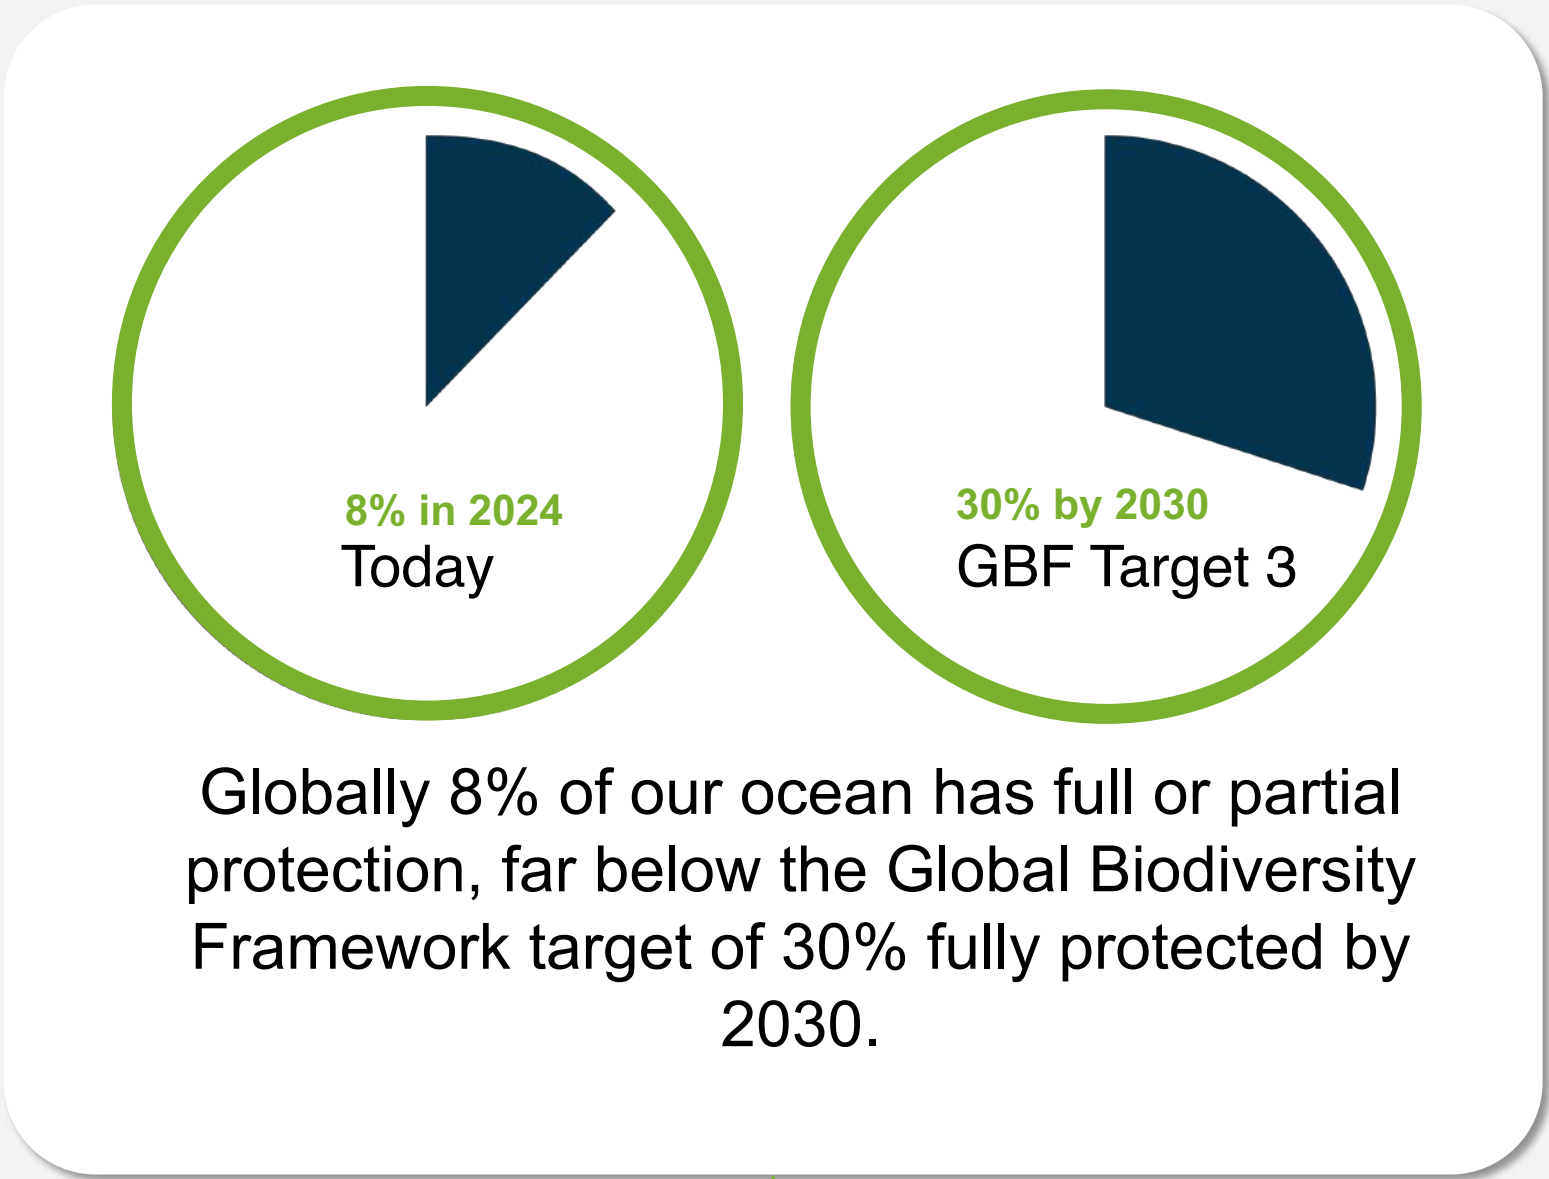 8% in 2024
Today
30% by 2030
GBF Target 3
Globally 8% of our ocean has full or partial
protection, far below the Global Biodiversity
Framework target of 30% fully protected by
2030.